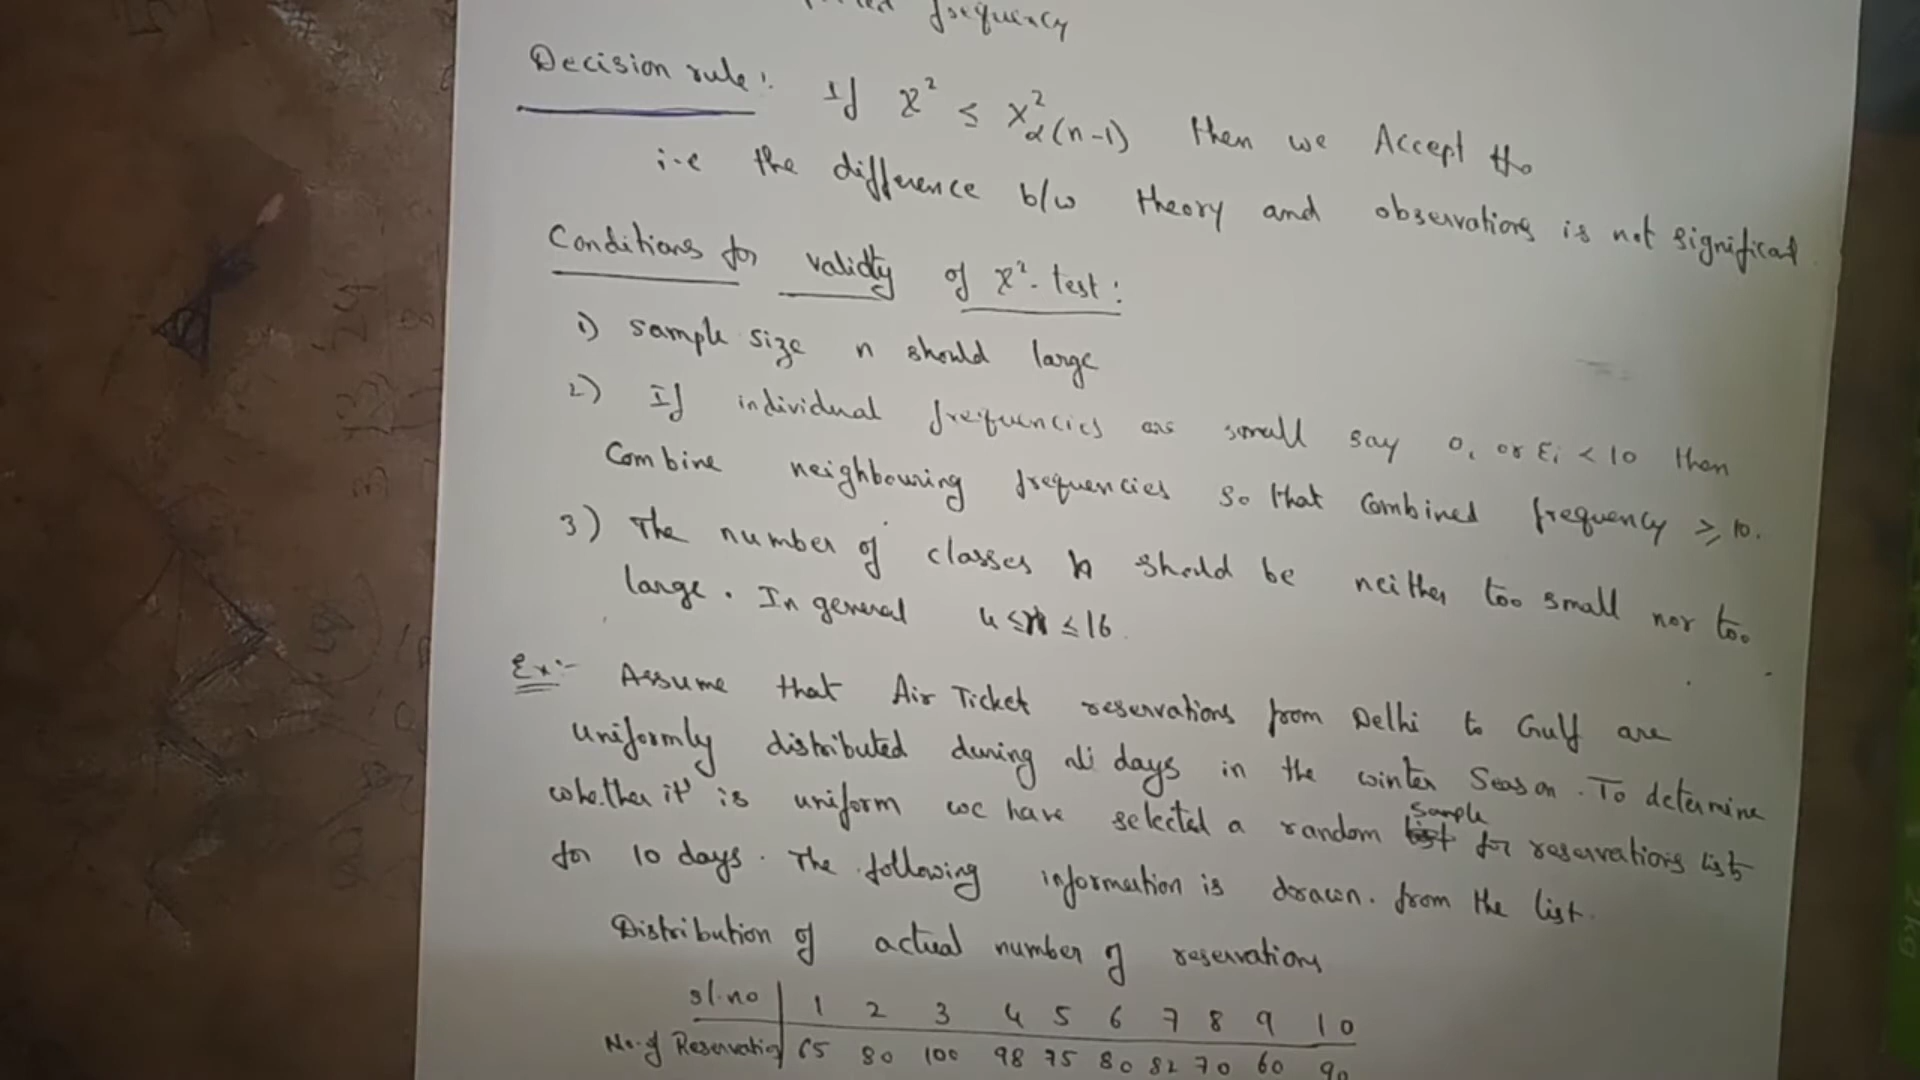 frequency
Decision rule: If χ² ≤ χ²α(n-1) then we Accept Ho
i.e the difference b/w theory and observations is not significat
Conditions for validty of χ²- test:
1) sample size n should large
2) If individual frequencies are small say Oi or Ei < 10 then
Combine neighbouring frequencies so that combined frequency ≥ 10.
3) The number of classes n should be neither too small nor too
large. In general 4 ≤ n ≤ 16.
Ex:- Assume that Air Ticket reservations from Delhi to Gulf are
uniformly distributed during all days in the winter Season. To determine
whether it is uniform we have selected a random sample for reservations lists
for 10 days. The following information is drawn. from the list.
Distribution of actual number of reservations
sl.no 1 2 3 4 5 6 7 8 9 10
No.of Reservation 65 80 100 98 75 80 82 70 60 90
2kg